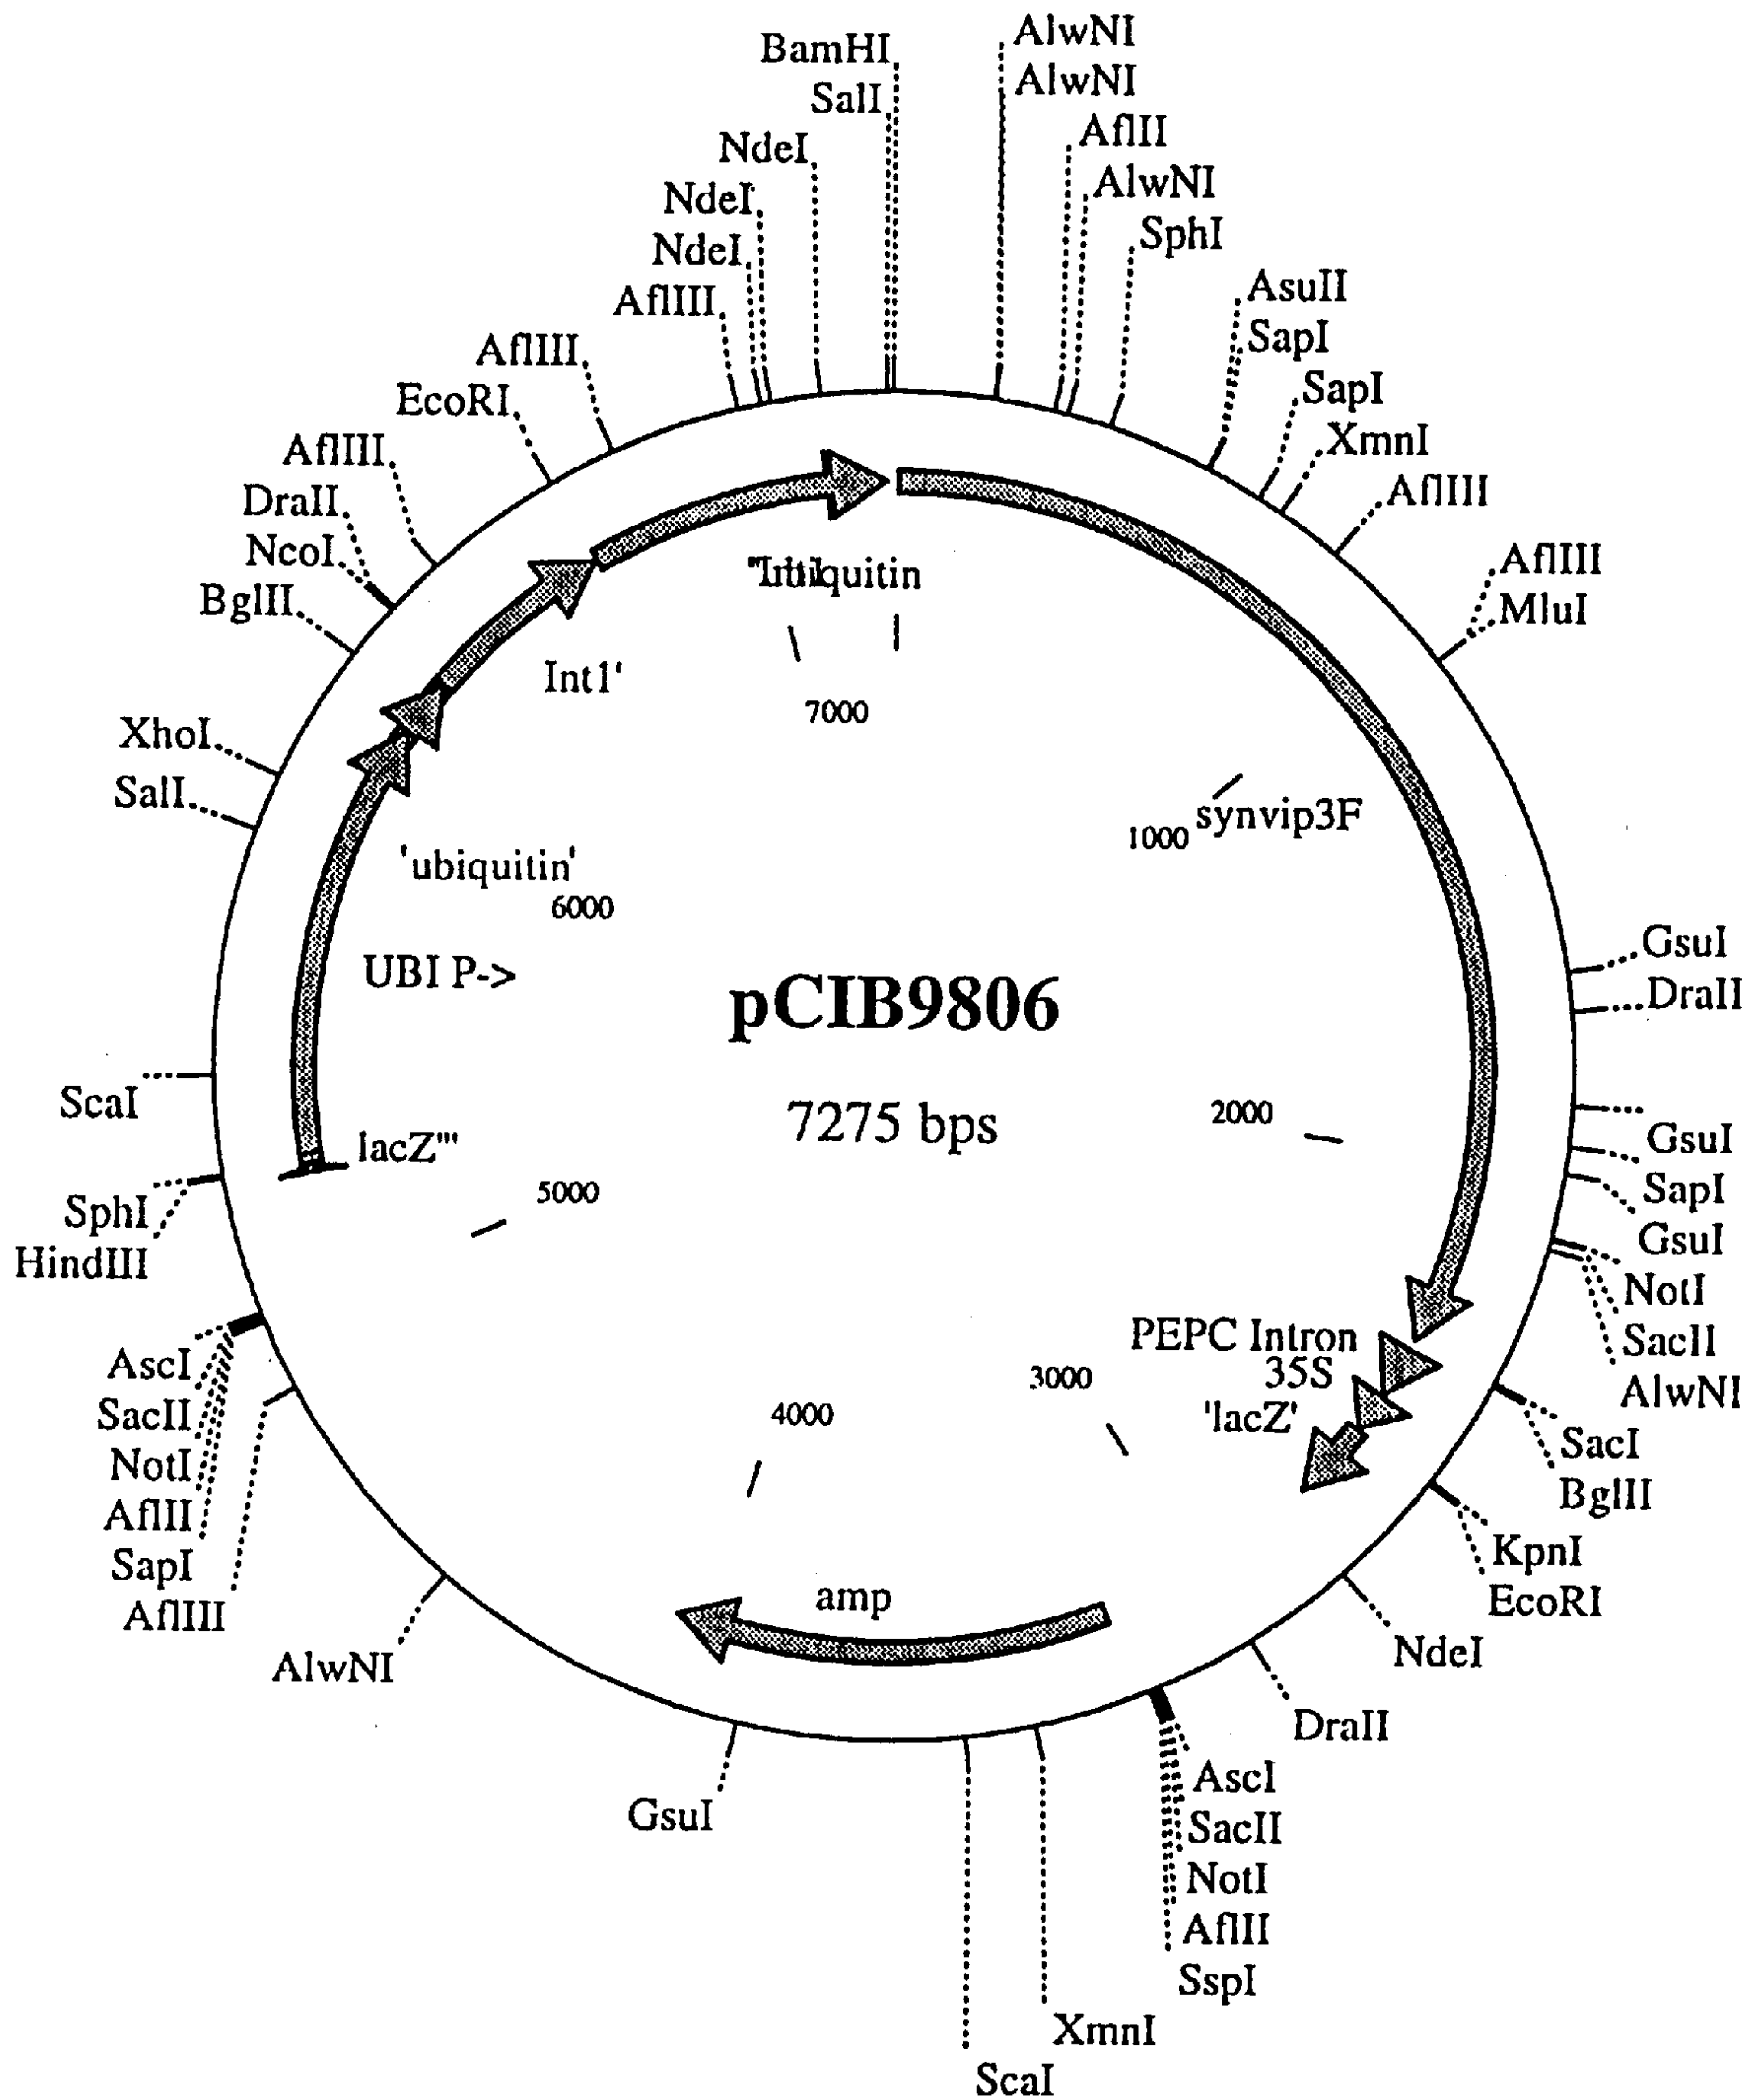 BamHI
SalI
NdeI
NdeI
NdeI
AflIII
AflIII
EcoRI
AflIII
DraII
NcoI
BglII
XhoI
SalI
ScaI
SphI
HindIII
AscI
SacII
NotI
AflII
SapI
AflIII
AlwNI
GsuI
AlwNI
AlwNI
AflII
AlwNI
SphI
AsuII
SapI
SapI
XmnI
AflIII
AflIII
MluI
GsuI
DraII
GsuI
SapI
GsuI
NotI
SacII
AlwNI
SacI
BglII
KpnI
EcoRI
NdeI
DraII
AscI
SacII
NotI
AflII
SspI
XmnI
ScaI
Int1'
7000
synvip3F
1000
'ubiquitin'
6000
UBI P->
pCIB9806
7275 bps
2000
lacZ'''
5000
PEPC Intron
35S
'lacZ'
3000
4000
amp